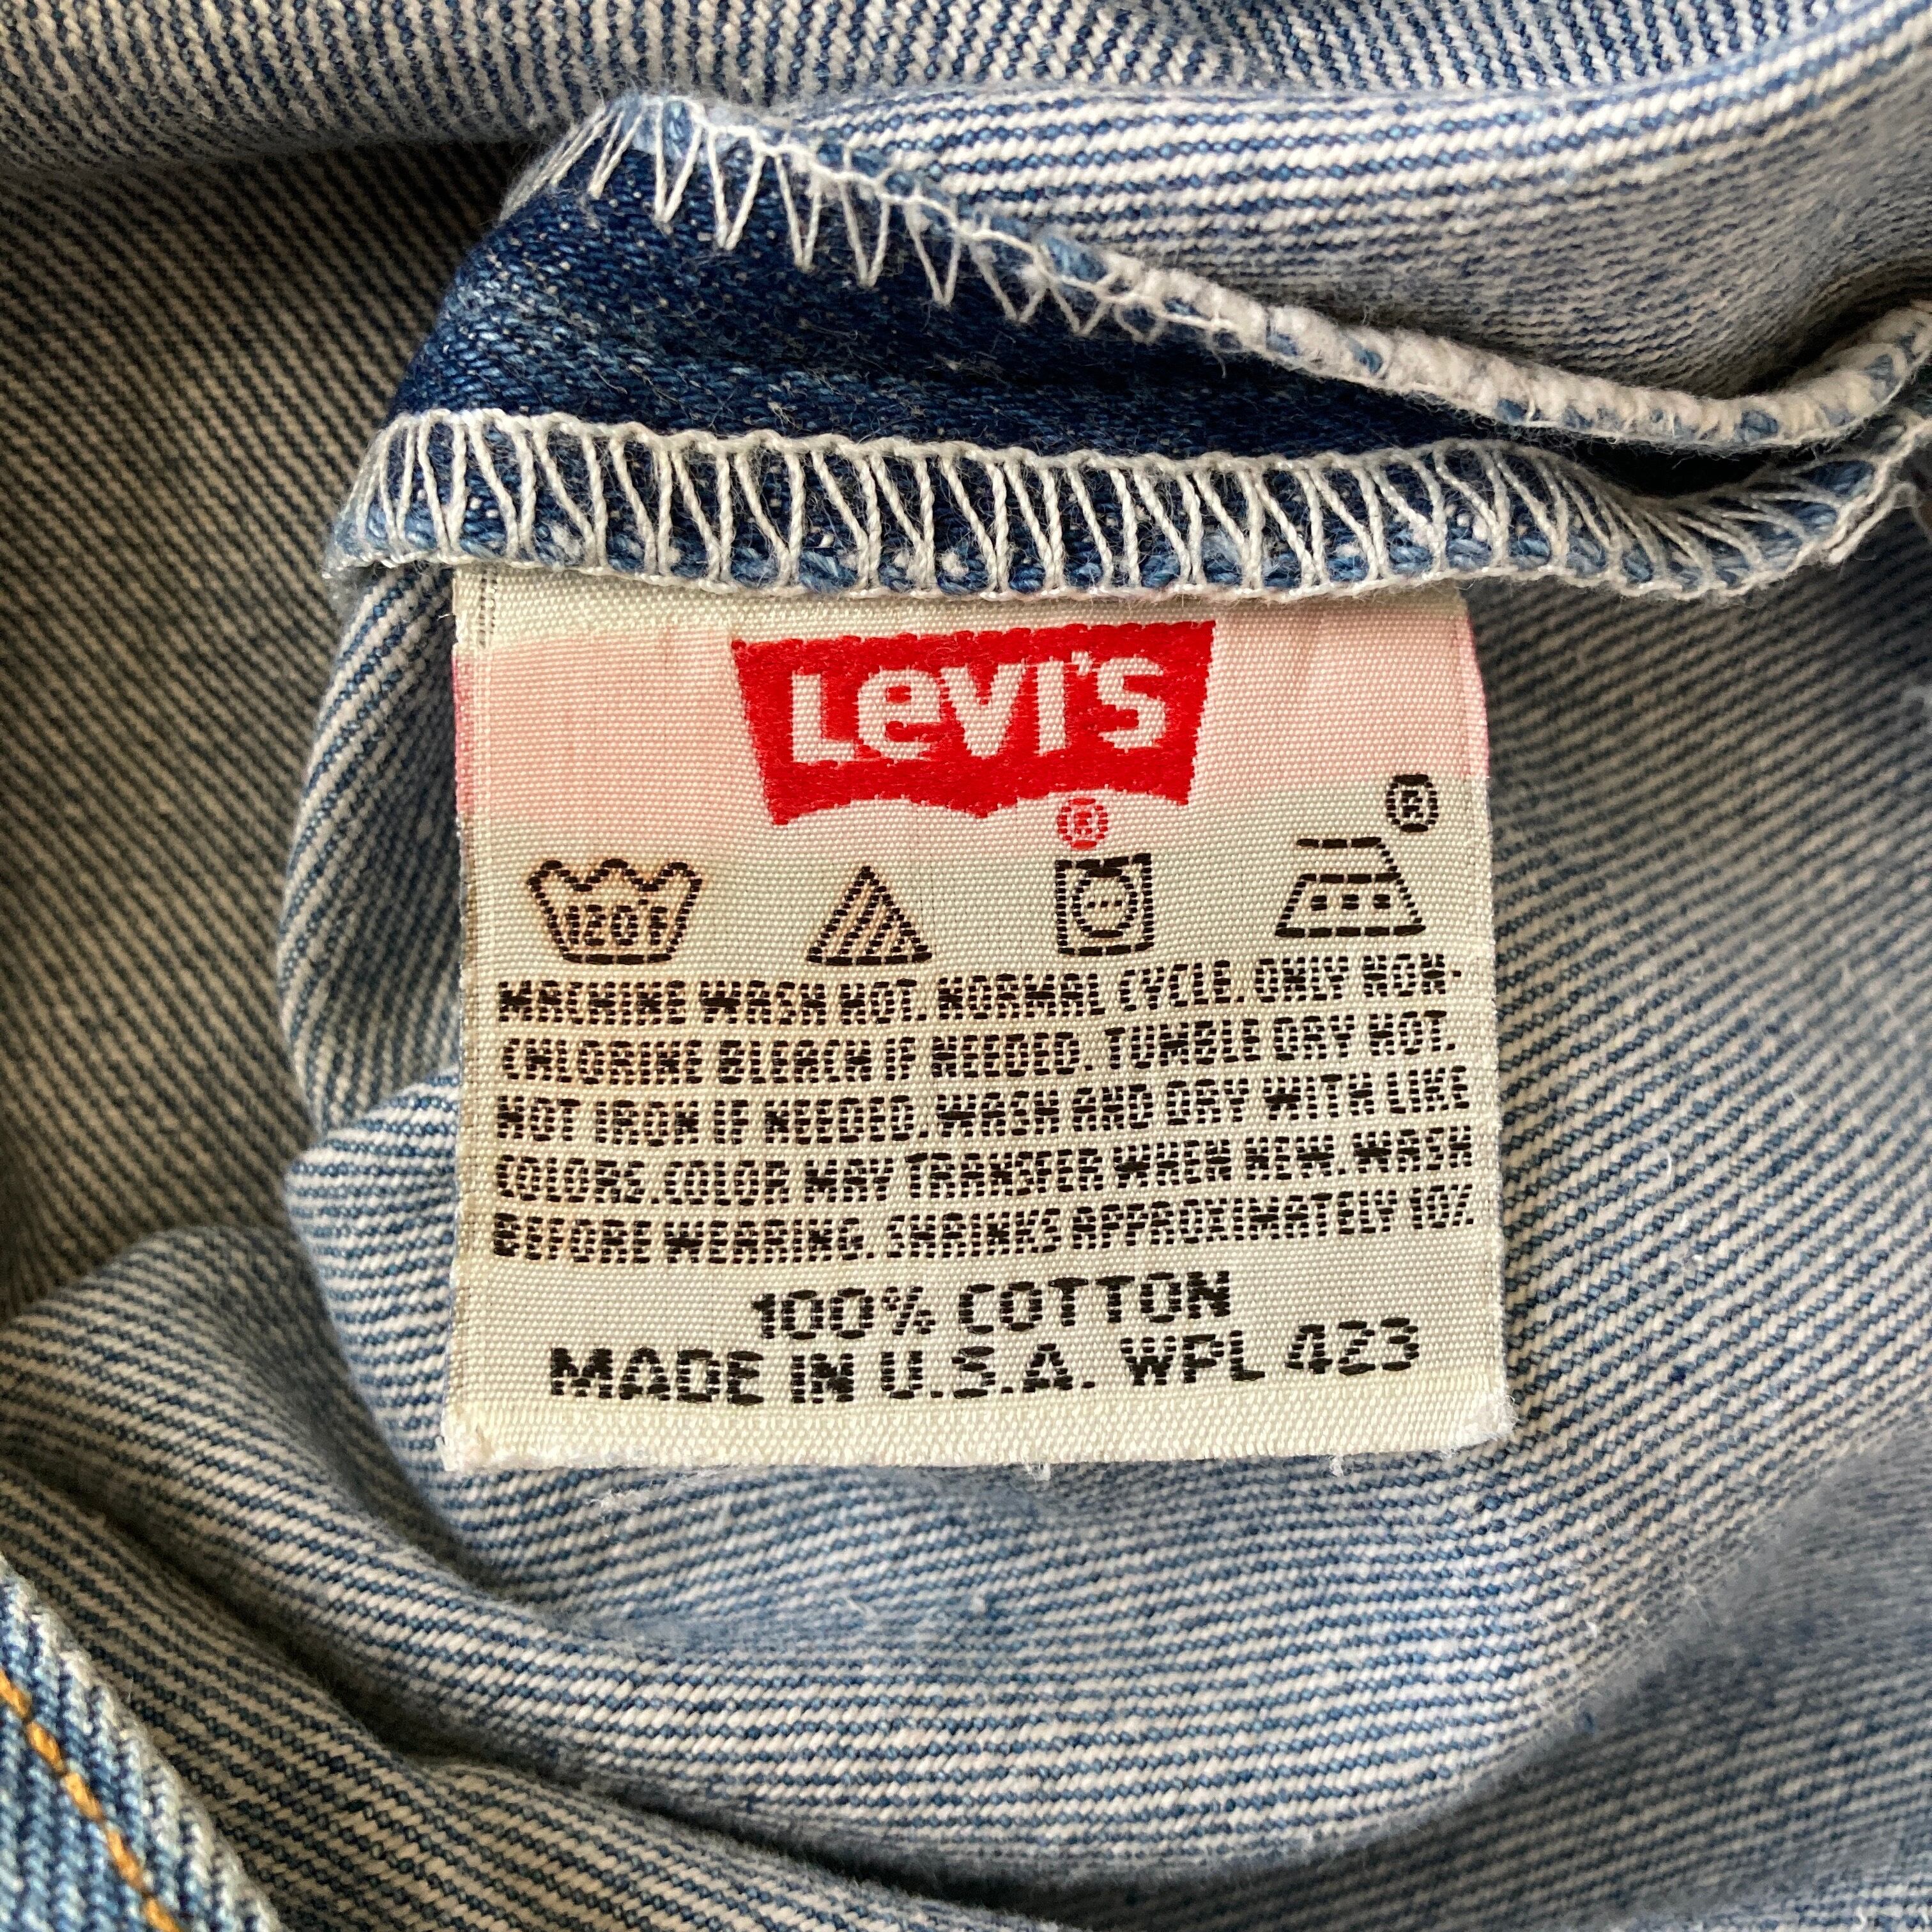 LEVI'S
®
®
120F
MACHINE WASH HOT. NORMAL CYCLE. ONLY NON-
CHLORINE BLEACH IF NEEDED. TUMBLE DRY HOT.
HOT IRON IF NEEDED. WASH AND DRY WITH LIKE
COLORS. COLOR MAY TRANSFER WHEN NEW. WASH
BEFORE WEARING. SHRINKS APPROXIMATELY 10%
100% COTTON
MADE IN U.S.A. WPL 423